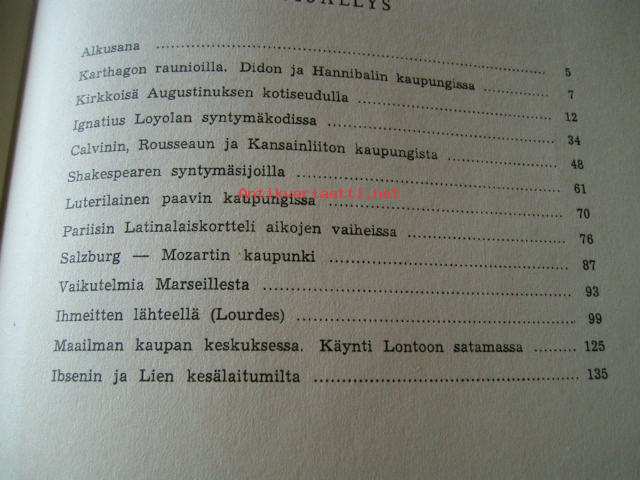 Alkusana 5
Karthagon raunioilla. Didon ja Hannibalin kaupungissa 7
Kirkkoisä Augustinuksen kotiseudulla 12
Ignatius Loyolan syntymäkodissa 34
Calvinin, Rousseaun ja Kansainliiton kaupungista 48
Shakespearen syntymäsijoilla 61
Antikvariaatti.net
Luterilainen paavin kaupungissa 70
Pariisin Latinalaiskortteli aikojen vaiheissa 76
Salzburg — Mozartin kaupunki 87
Vaikutelmia Marseillesta 93
Ihmeitten lähteellä (Lourdes) 99
Maailman kaupan keskuksessa. Käynti Lontoon satamassa 125
Ibsenin ja Lien kesälaitumilta 135